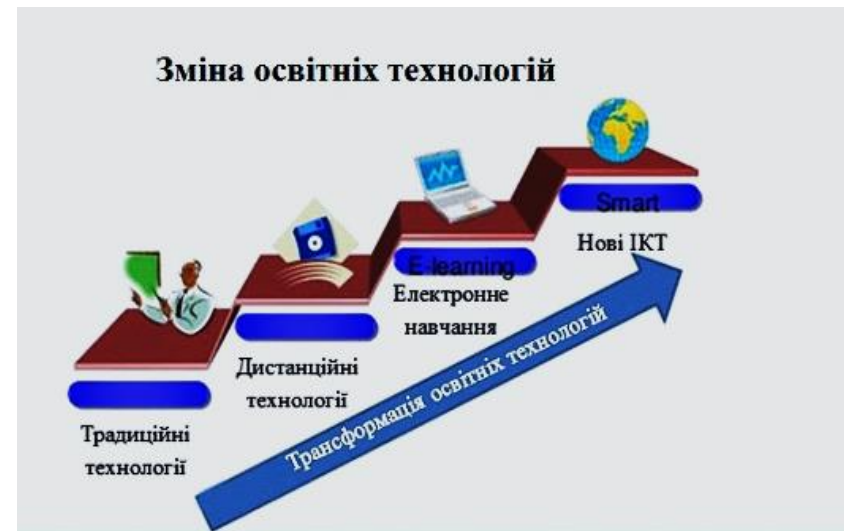 Зміна освітніх технологій
Smart
Нові ІКТ
E-learning
Електронне
навчання
Дистанційні
технології
Традиційні
технології
Трансформація освітніх технологій